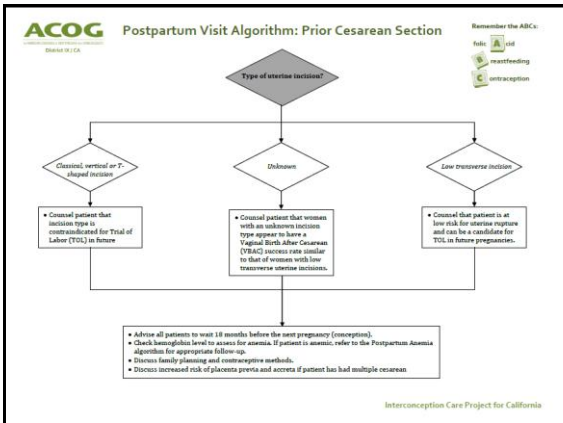 ACOG
District IX | CA
Postpartum Visit Algorithm: Prior Cesarean Section
Remember the ABCs:
folic A cid
B reastfeeding
C ontraception
Type of uterine incision?
Classical, vertical or T-
shaped incision
Unknown
Low transverse incision
• Counsel patient that
incision type is
contraindicated for Trial of
Labor (TOL) in future
• Counsel patient that women
with an unknown incision
type appear to have a
Vaginal Birth After Cesarean
(VBAC) success rate similar
to that of women with low
transverse uterine incisions.
• Counsel that patient is at
low risk for uterine rupture
and can be a candidate for
TOL in future pregnancies.
• Advise all patients to wait 18 months before the next pregnancy (conception).
• Check hemoglobin level to assess for anemia. If patient is anemic, refer to the Postpartum Anemia
algorithm for appropriate follow-up.
• Discuss family planning and contraceptive methods.
• Discuss increased risk of placenta previa and accreta if patient has had multiple cesarean
Interconception Care Project for California